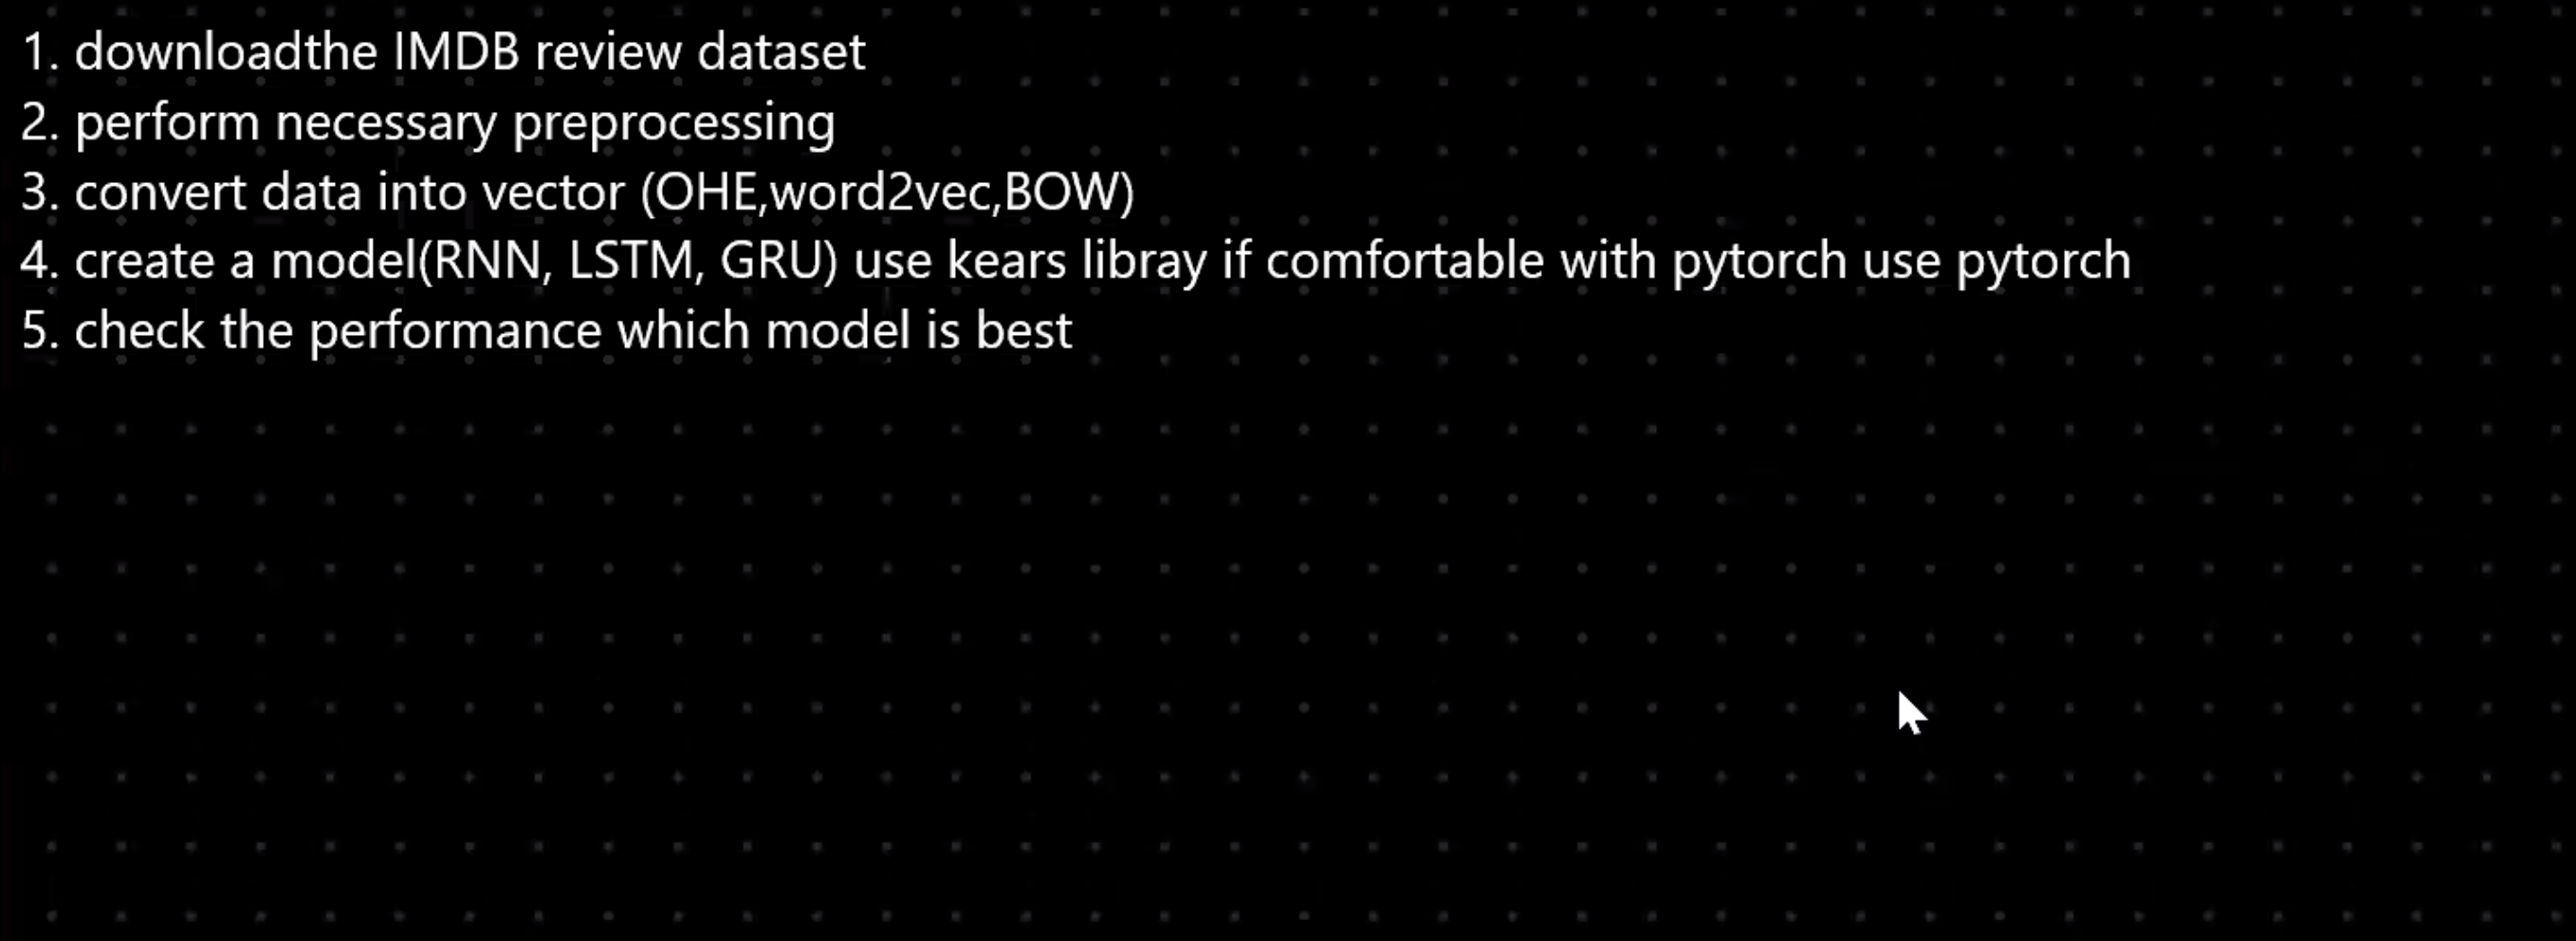 1. downloadthe IMDB review dataset
2. perform necessary preprocessing
3. convert data into vector (OHE,word2vec,BOW)
4. create a model(RNN, LSTM, GRU) use kears libray if comfortable with pytorch use pytorch
5. check the performance which model is best